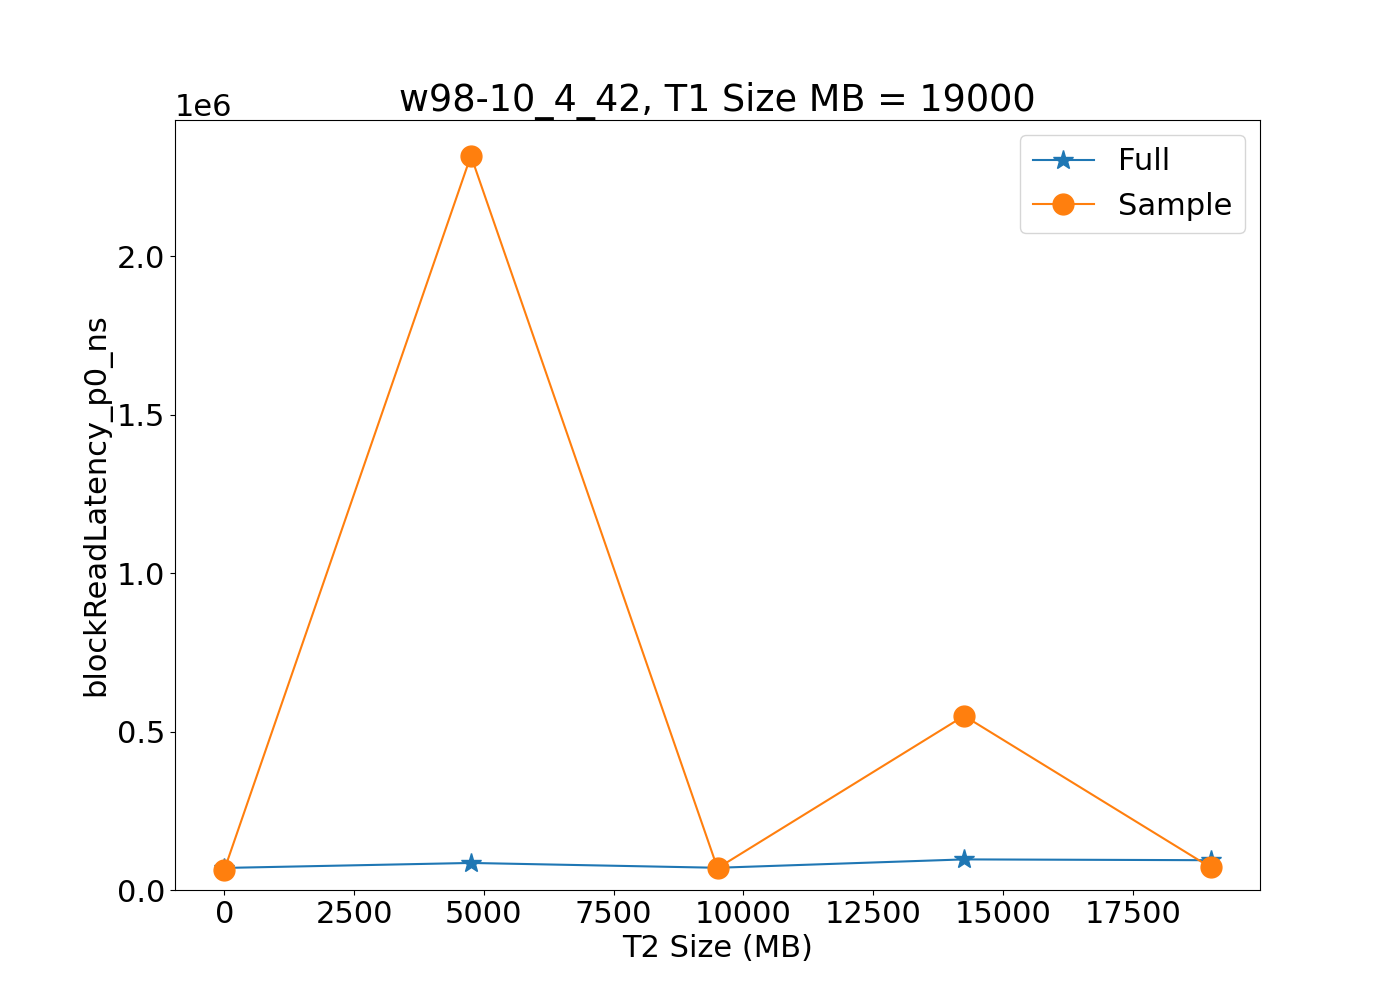 w98-10_4_42, T1 Size MB = 19000
1e6
Full
Sample
2.0
1.5
1.0
0.5
0.0
blockReadLatency_p0_ns
0 2500 5000 7500 10000 12500 15000 17500
T2 Size (MB)